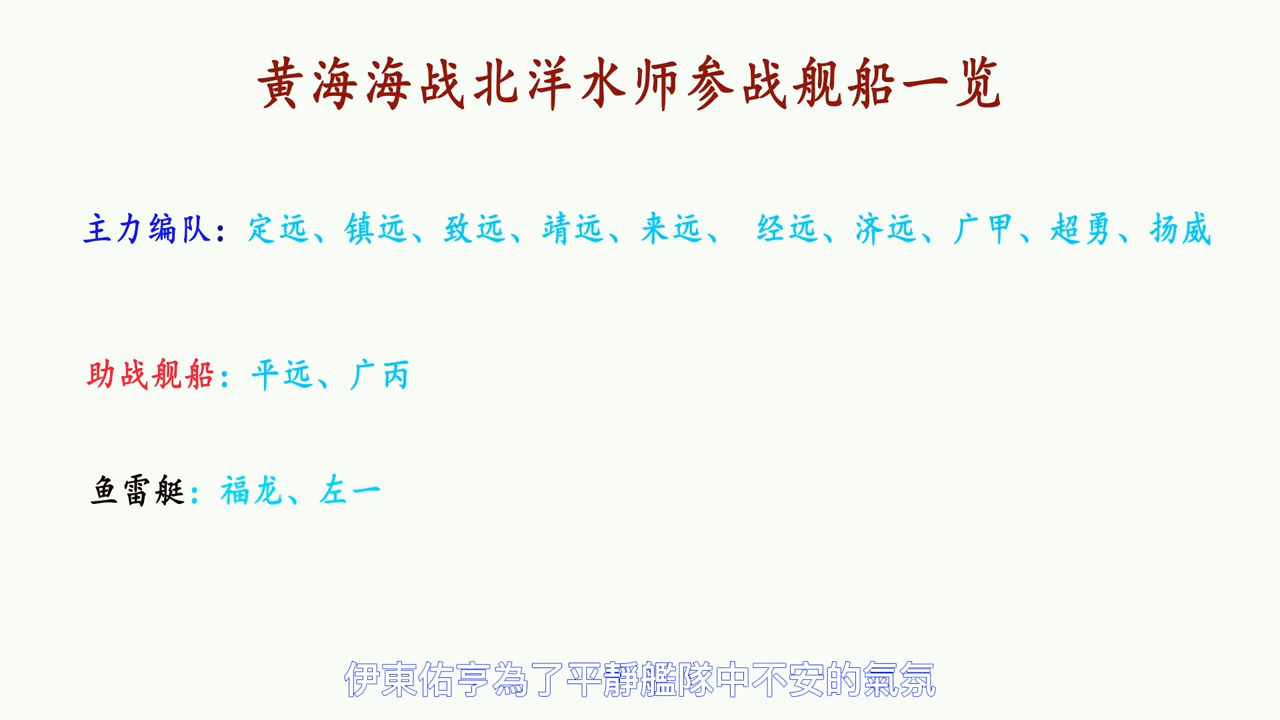 黄海海战北洋水师参战舰船一览
主力编队：定远、镇远、致远、靖远、来远、 经远、济远、广甲、超勇、扬威
助战舰船：平远、广丙
鱼雷艇：福龙、左一
伊東佑亨為了平靜艦隊中不安的氣氛